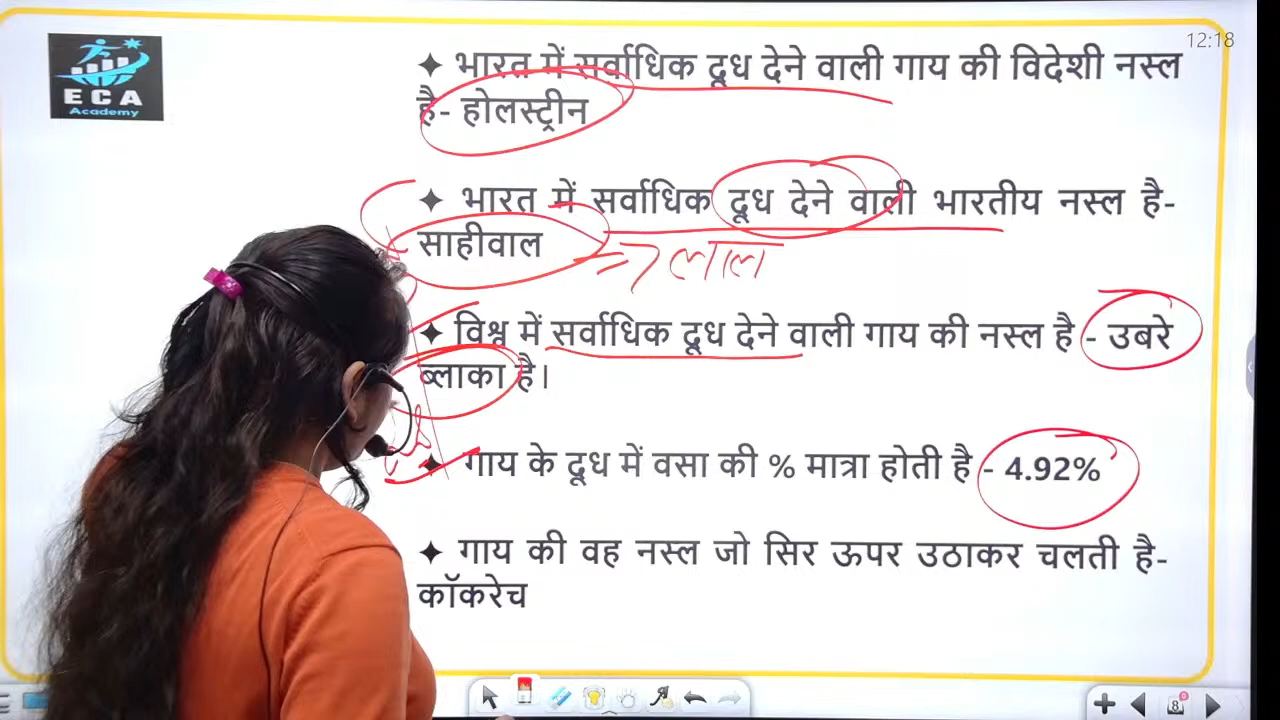 12:18
ECA
Academy
✦ भारत में सर्वाधिक दूध देने वाली गाय की विदेशी नस्ल
है- होलस्ट्रीन
✦ भारत में सर्वाधिक दूध देने वाली भारतीय नस्ल है-
साहीवाल
लाल
✦ विश्व में सर्वाधिक दूध देने वाली गाय की नस्ल है - उबरे
ब्लाका है।
✦ गाय के दूध में वसा की % मात्रा होती है - 4.92%
✦ गाय की वह नस्ल जो सिर ऊपर उठाकर चलती है-
कॉकरेच
8